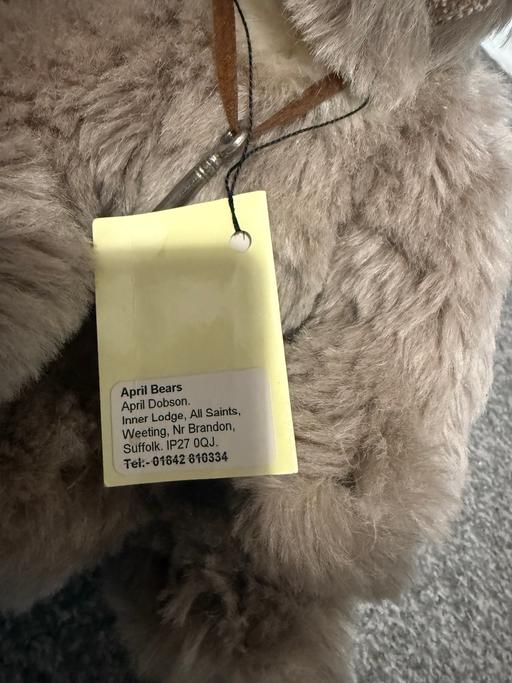 April Bears
April Dobson.
Inner Lodge, All Saints,
Weeting, Nr Brandon,
Suffolk. IP27 0QJ.
Tel:- 01842 810334